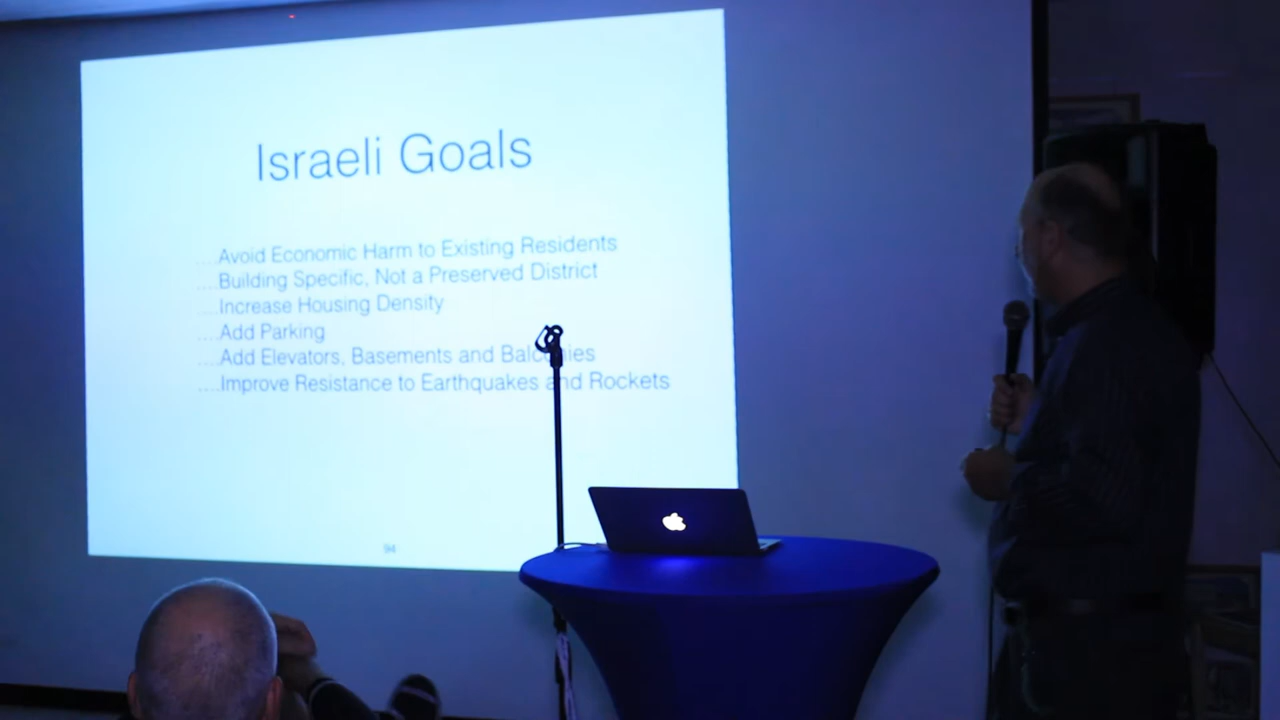 Israeli Goals
....Avoid Economic Harm to Existing Residents
....Building Specific, Not a Preserved District
....Increase Housing Density
....Add Parking
....Add Elevators, Basements and Balconies
....Improve Resistance to Earthquakes and Rockets
94